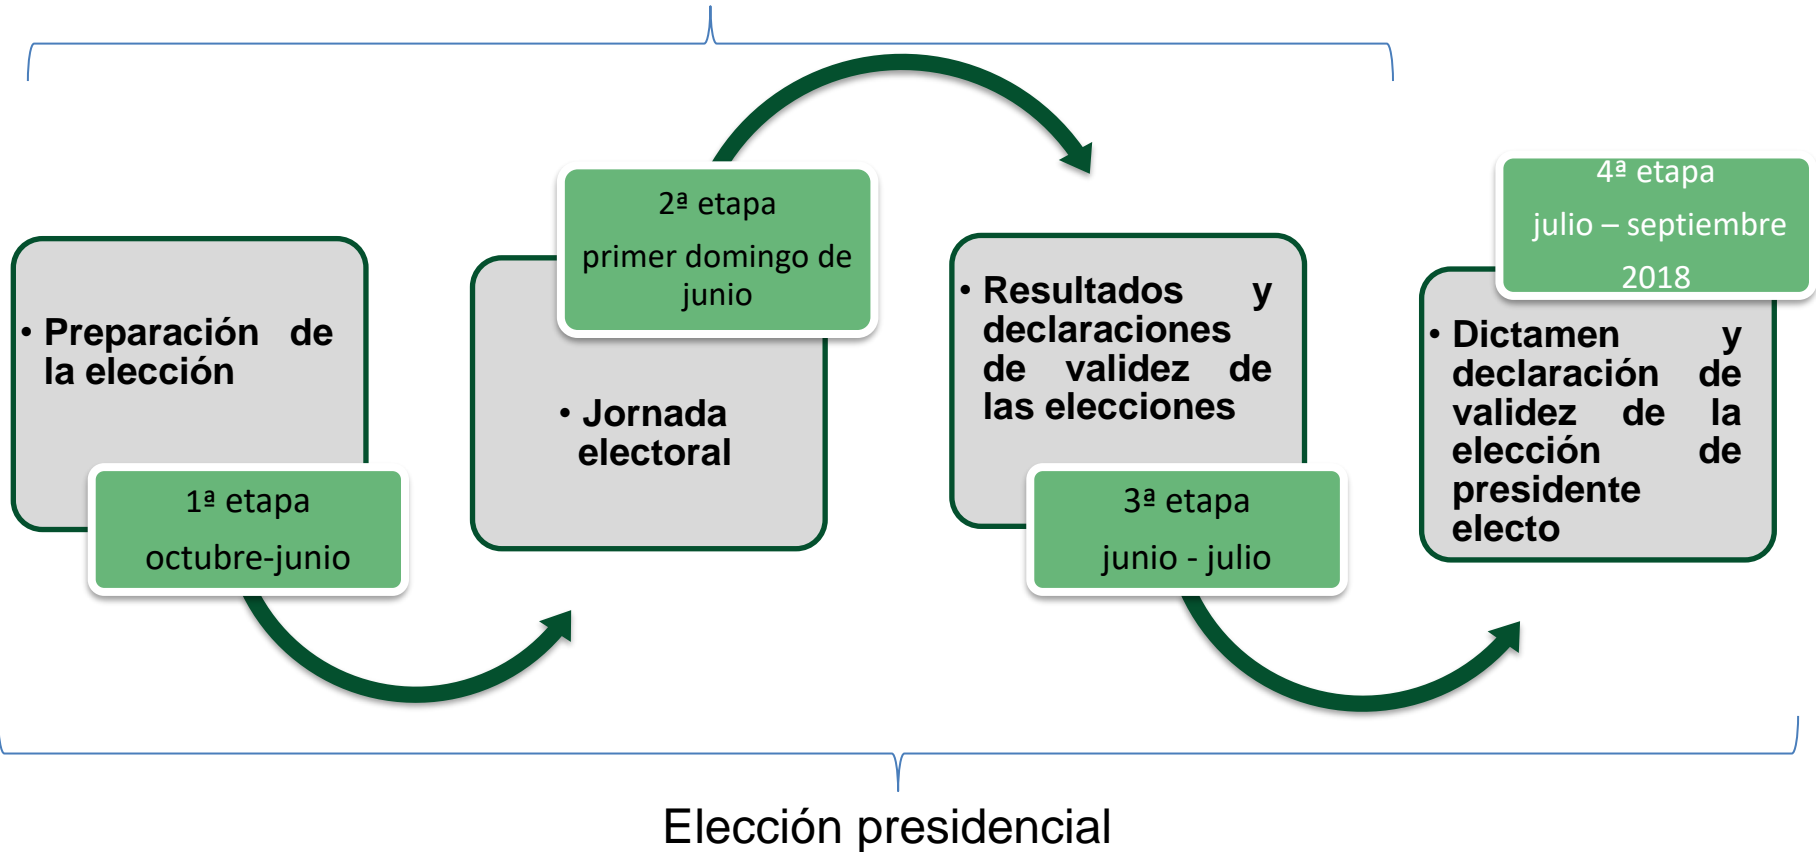 • Preparación de
la elección
1ª etapa
octubre-junio
2ª etapa
primer domingo de
junio
• Jornada
electoral
• Resultados y
declaraciones
de validez de
las elecciones
3ª etapa
junio - julio
4ª etapa
julio – septiembre
2018
• Dictamen y
declaración de
validez de la
elección de
presidente
electo
Elección presidencial